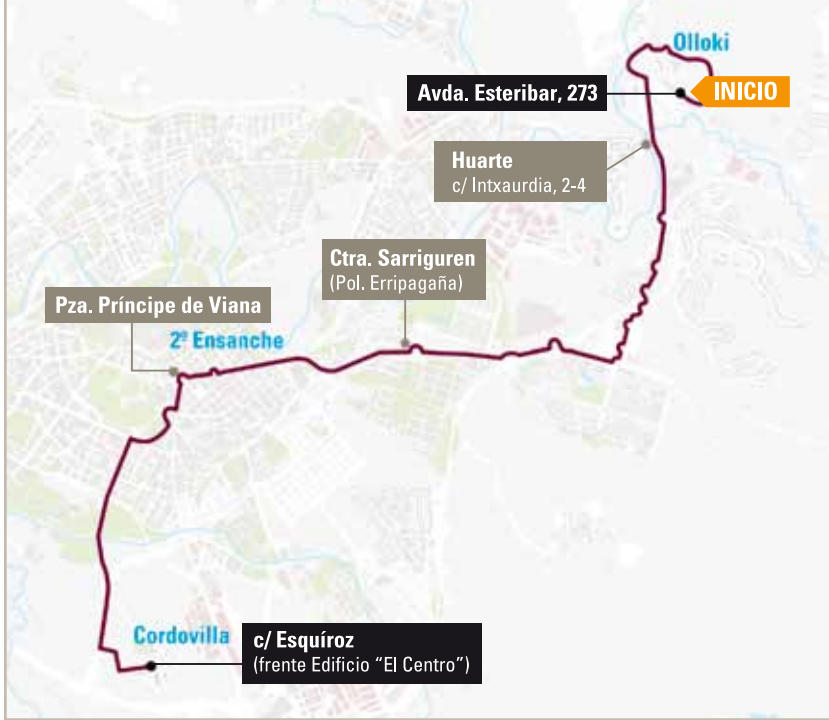 Olloki
Avda. Esteribar, 273
INICIO
Huarte
c/ Intxaurdia, 2-4
Ctra. Sarriguren
(Pol. Erripagaña)
Pza. Príncipe de Viana
2º Ensanche
Cordovilla
c/ Esquíroz
(frente Edificio “El Centro”)